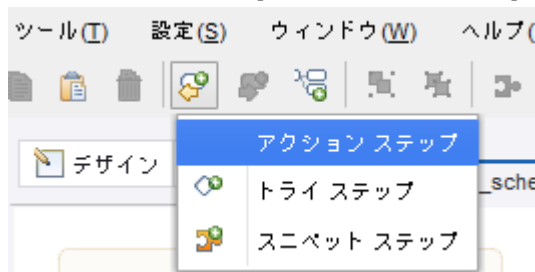 ツール(T) 設定(S) ウィンドウ(W) ヘルプ(
アクション ステップ
デザイン
トライ ステップ
_sche
スニペット ステップ